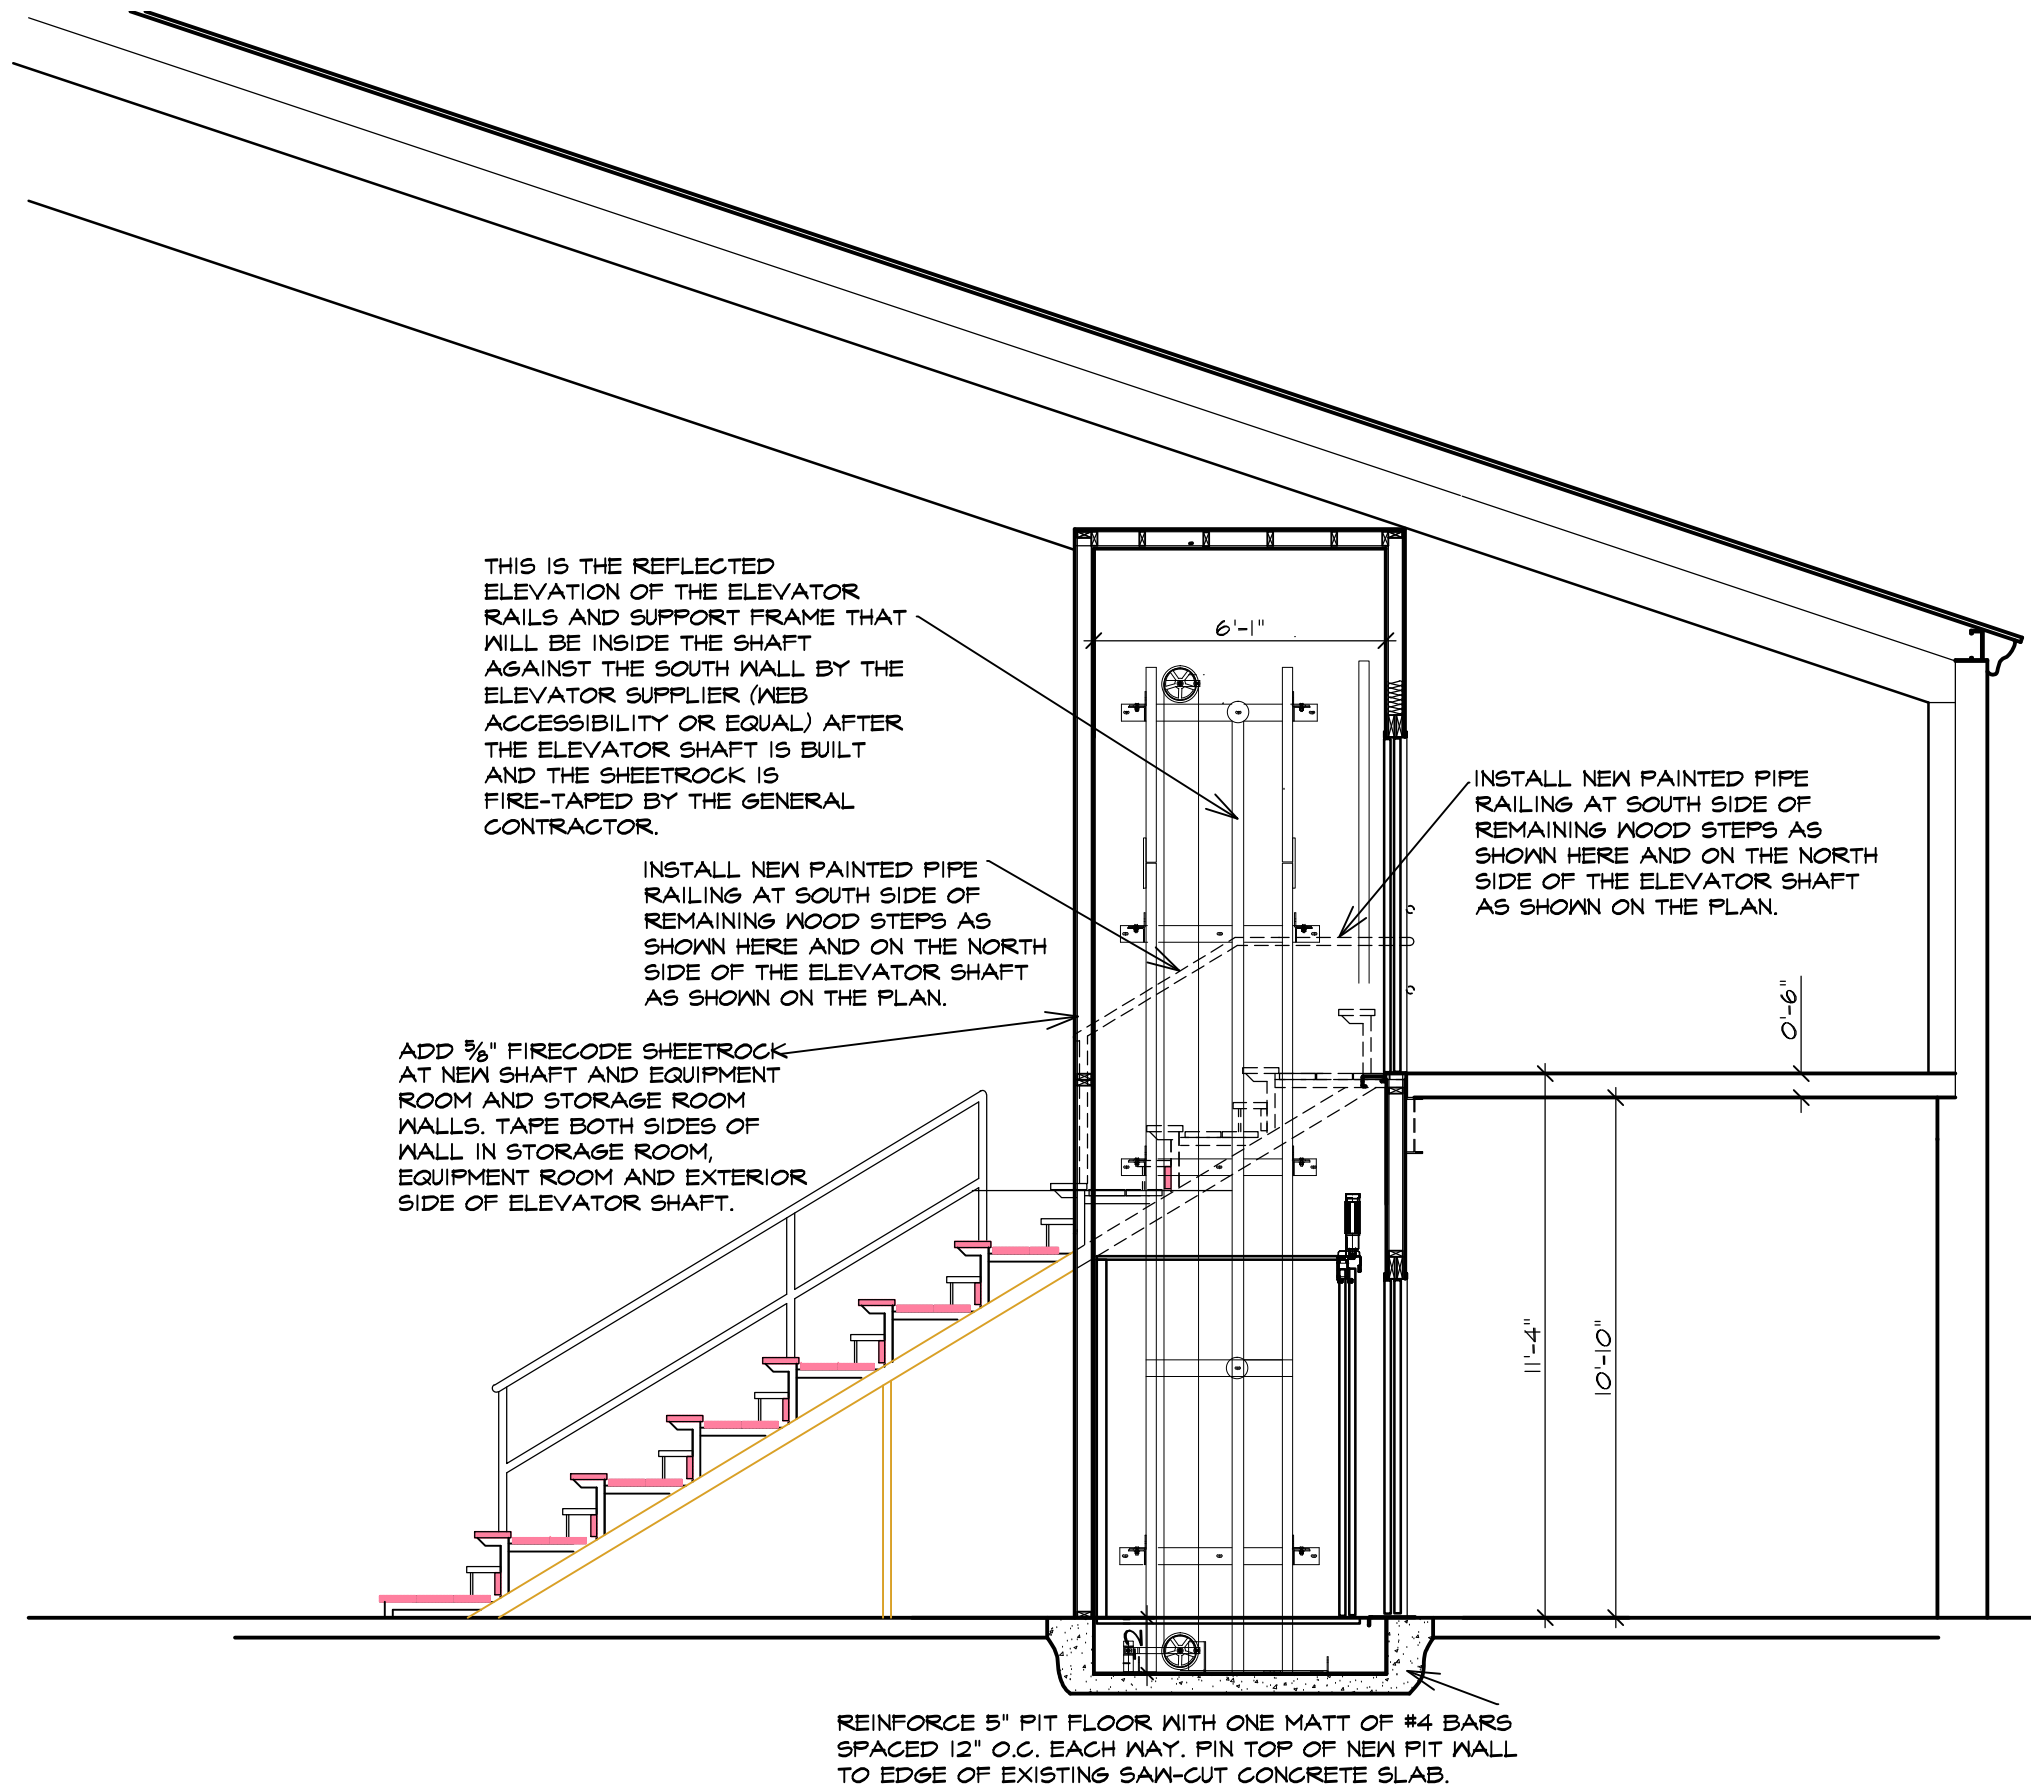 THIS IS THE REFLECTED
ELEVATION OF THE ELEVATOR
RAILS AND SUPPORT FRAME THAT
WILL BE INSIDE THE SHAFT
AGAINST THE SOUTH WALL BY THE
ELEVATOR SUPPLIER (WEB
ACCESSIBILITY OR EQUAL) AFTER
THE ELEVATOR SHAFT IS BUILT
AND THE SHEETROCK IS
FIRE-TAPED BY THE GENERAL
CONTRACTOR.
6'-1"
INSTALL NEW PAINTED PIPE
RAILING AT SOUTH SIDE OF
REMAINING WOOD STEPS AS
SHOWN HERE AND ON THE NORTH
SIDE OF THE ELEVATOR SHAFT
AS SHOWN ON THE PLAN.
INSTALL NEW PAINTED PIPE
RAILING AT SOUTH SIDE OF
REMAINING WOOD STEPS AS
SHOWN HERE AND ON THE NORTH
SIDE OF THE ELEVATOR SHAFT
AS SHOWN ON THE PLAN.
0'-6"
ADD 5/8" FIRECODE SHEETROCK
AT NEW SHAFT AND EQUIPMENT
ROOM AND STORAGE ROOM
WALLS. TAPE BOTH SIDES OF
WALL IN STORAGE ROOM,
EQUIPMENT ROOM AND EXTERIOR
SIDE OF ELEVATOR SHAFT.
11'-4"
10'-10"
REINFORCE 5" PIT FLOOR WITH ONE MATT OF #4 BARS
SPACED 12" O.C. EACH WAY. PIN TOP OF NEW PIT WALL
TO EDGE OF EXISTING SAW-CUT CONCRETE SLAB.